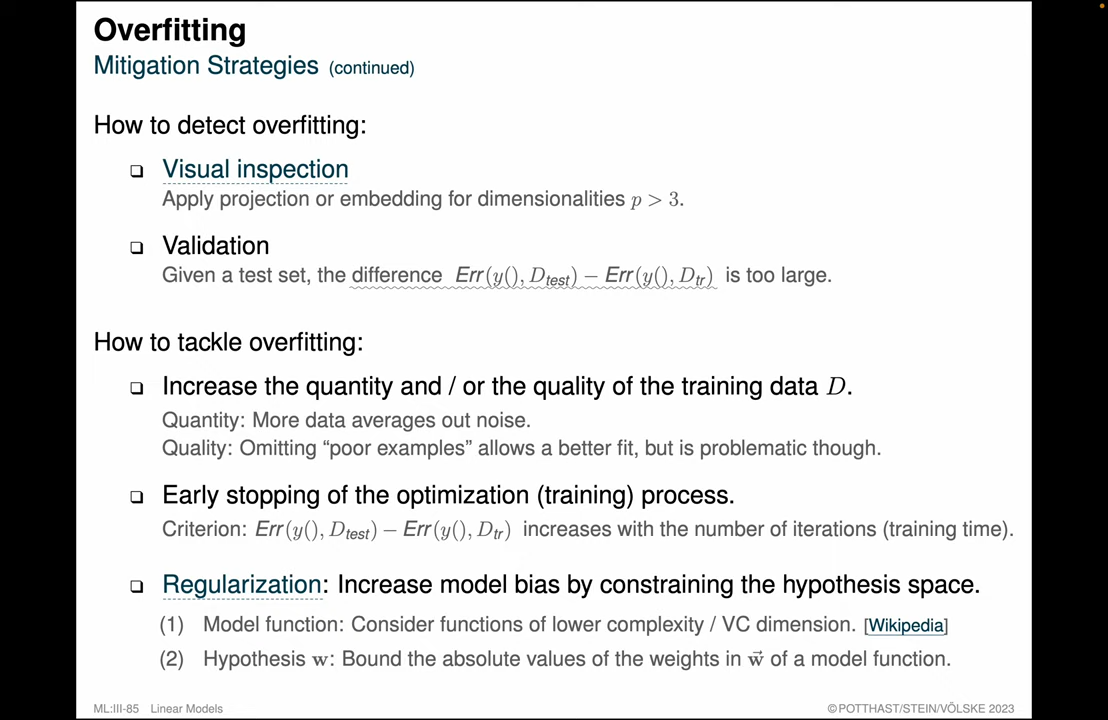 Overfitting
Mitigation Strategies (continued)
How to detect overfitting:
❑ Visual inspection
Apply projection or embedding for dimensionalities p > 3.
❑ Validation
Given a test set, the difference Err(y(), D_test) − Err(y(), D_tr) is too large.
How to tackle overfitting:
❑ Increase the quantity and / or the quality of the training data D.
Quantity: More data averages out noise.
Quality: Omitting “poor examples” allows a better fit, but is problematic though.
❑ Early stopping of the optimization (training) process.
Criterion: Err(y(), D_test) − Err(y(), D_tr) increases with the number of iterations (training time).
❑ Regularization: Increase model bias by constraining the hypothesis space.
(1) Model function: Consider functions of lower complexity / VC dimension. [Wikipedia]
(2) Hypothesis w: Bound the absolute values of the weights in w⃗ of a model function.
ML:III-85 Linear Models ©POTTHAST/STEIN/VÖLSKE 2023